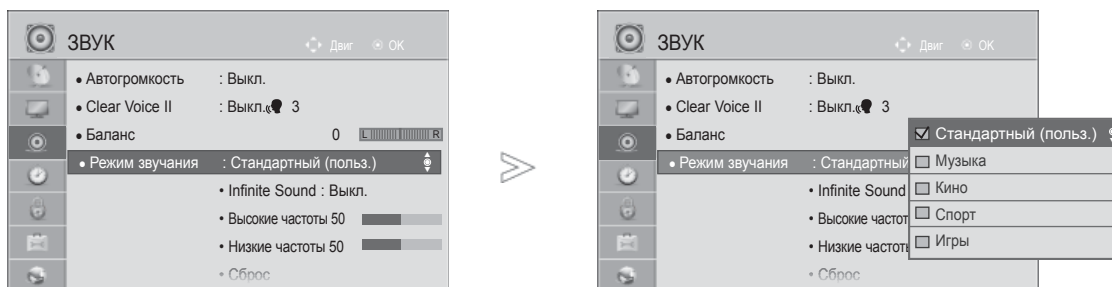 ЗВУК Двиг OK
• Автогромкость : Выкл.
• Clear Voice II : Выкл. 3
• Баланс 0 L R
• Режим звучания : Стандартный (польз.)
• Infinite Sound : Выкл.
• Высокие частоты 50
• Низкие частоты 50
• Сброс
ЗВУК Двиг OK
• Автогромкость : Выкл.
• Clear Voice II : Выкл. 3
• Баланс
• Режим звучания : Стандартный
• Infinite Sound
• Высокие частот
• Низкие частоты
• Сброс
Стандартный (польз.)
Музыка
Кино
Спорт
Игры